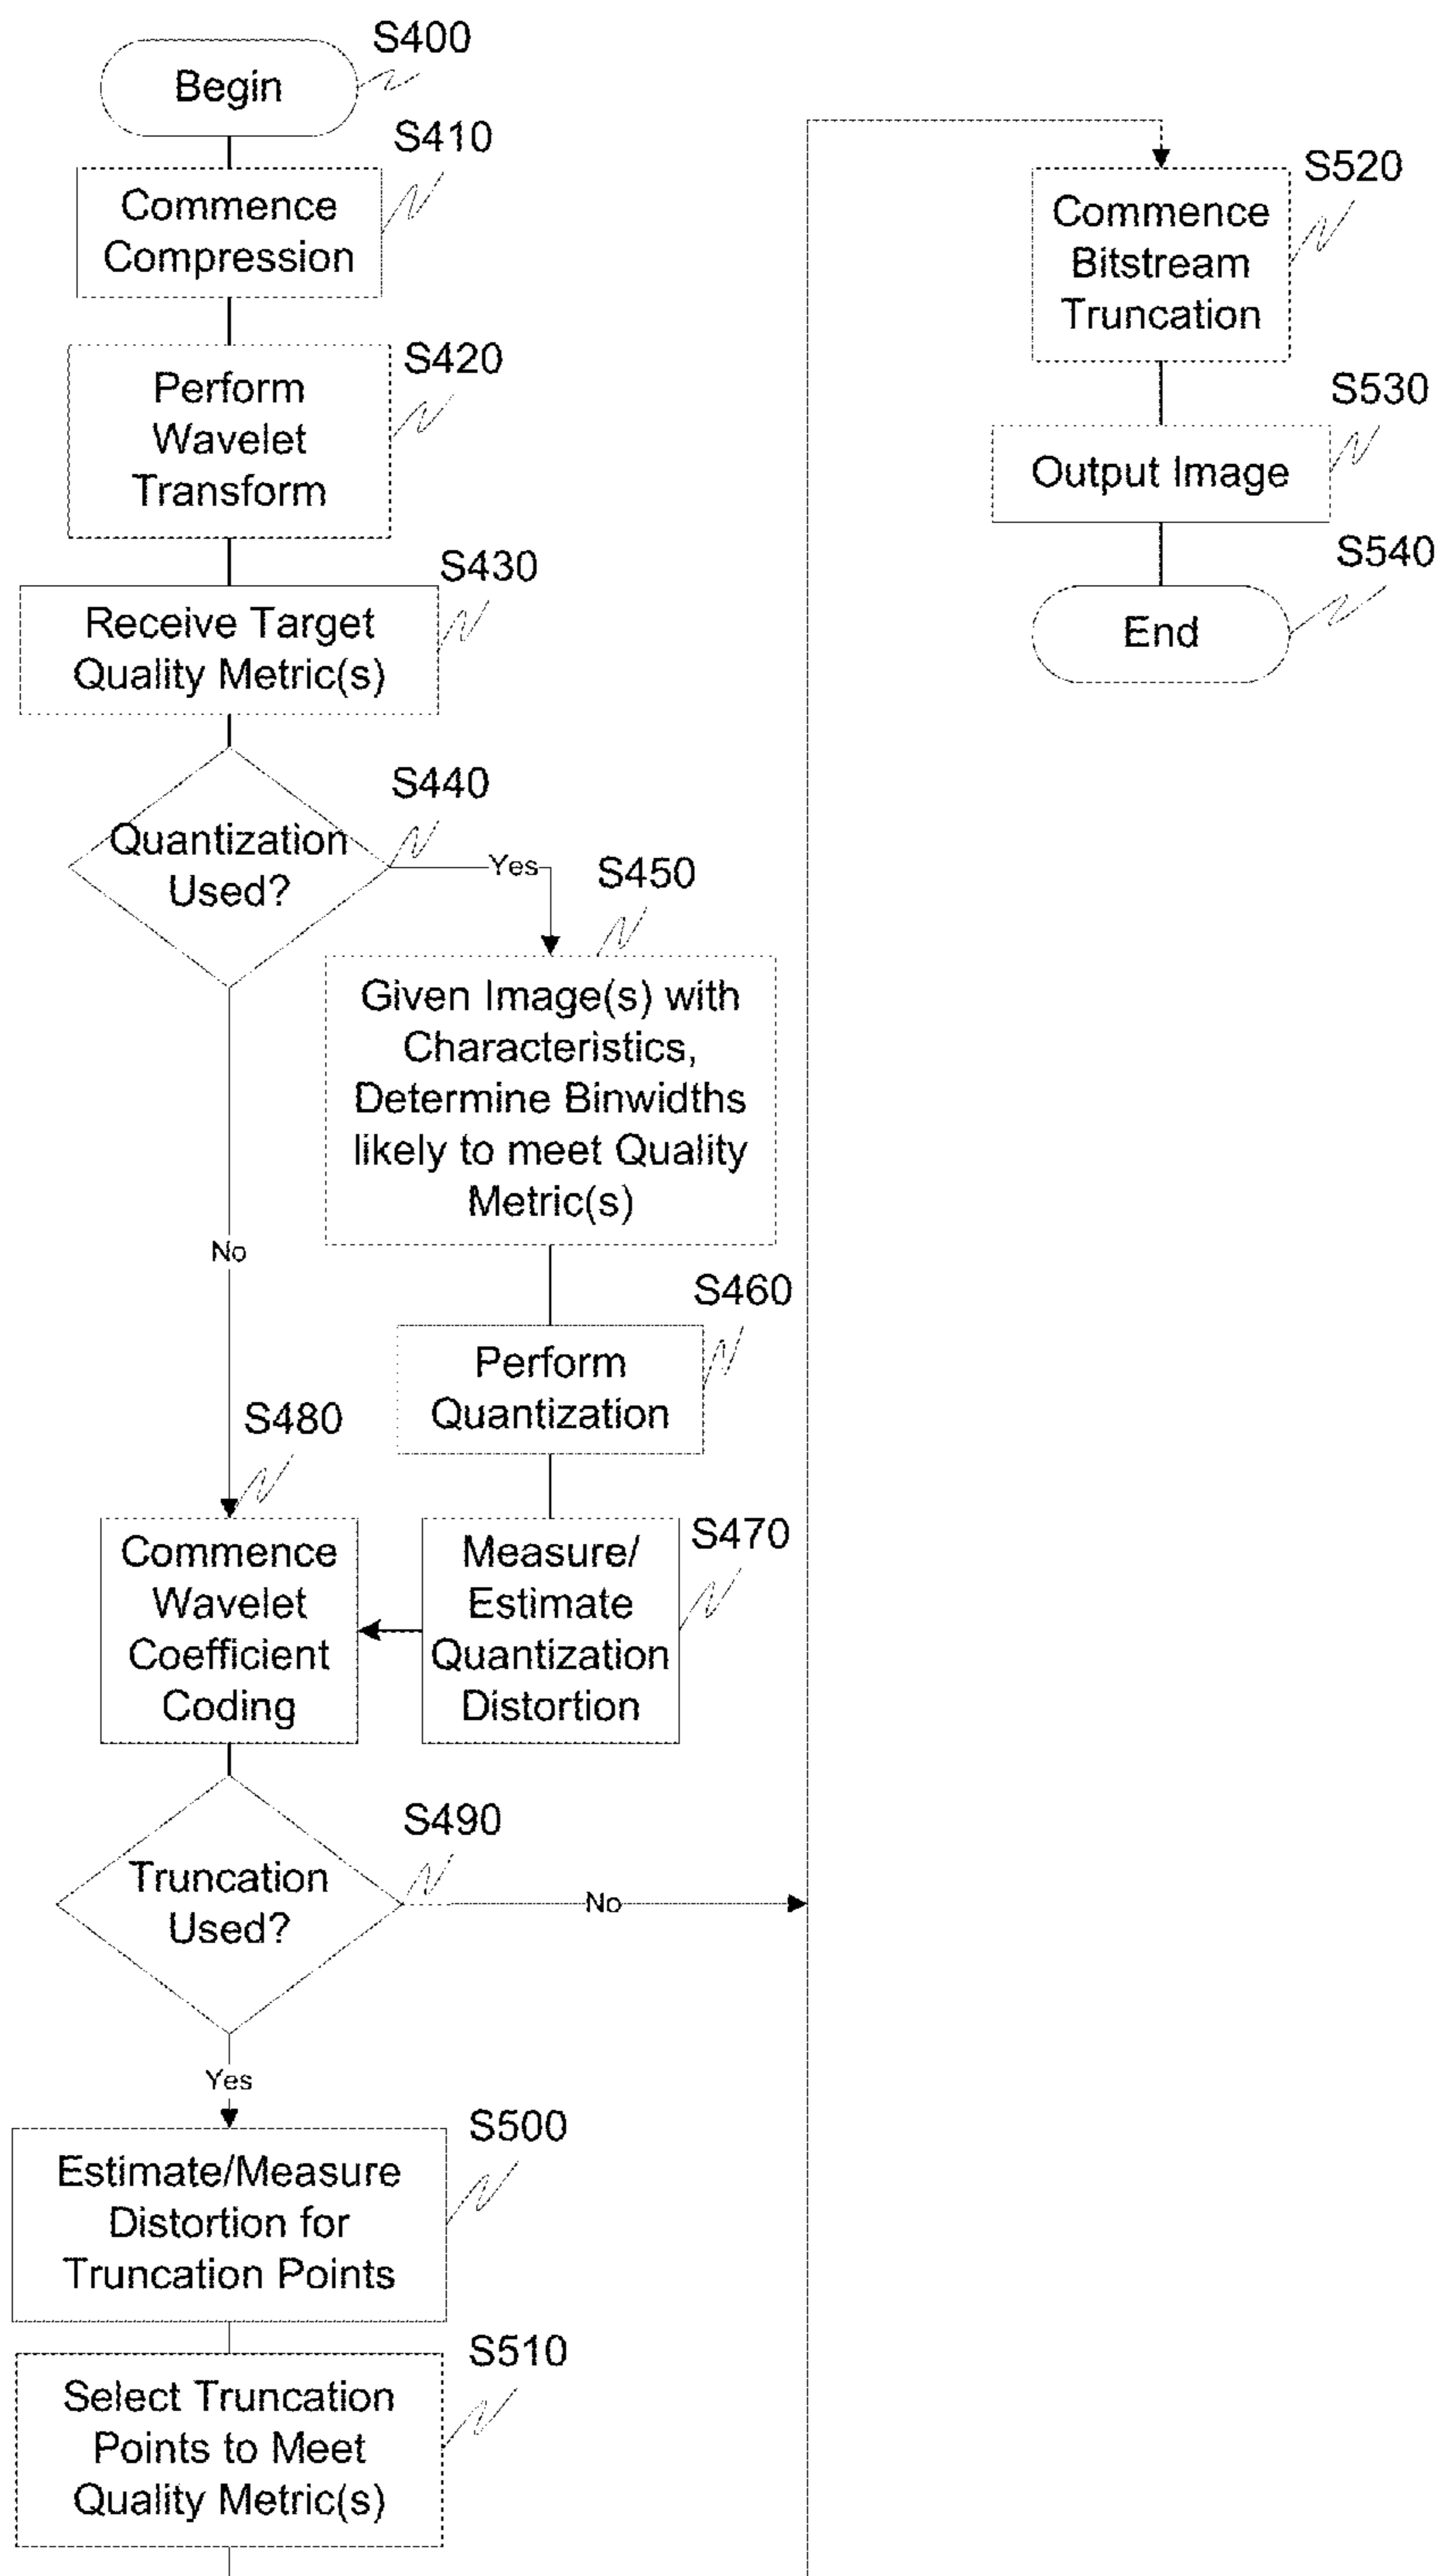 S400
Begin
S410
Commence
Compression
S420
Perform
Wavelet
Transform
S430
Receive Target
Quality Metric(s)
S440
Quantization
Used?
Yes
No
S450
Given Image(s) with
Characteristics,
Determine Binwidths
likely to meet Quality
Metric(s)
S460
Perform
Quantization
S470
Measure/
Estimate
Quantization
Distortion
S480
Commence
Wavelet
Coefficient
Coding
S490
Truncation
Used?
No
Yes
S500
Estimate/Measure
Distortion for
Truncation Points
S510
Select Truncation
Points to Meet
Quality Metric(s)
S520
Commence
Bitstream
Truncation
S530
Output Image
S540
End